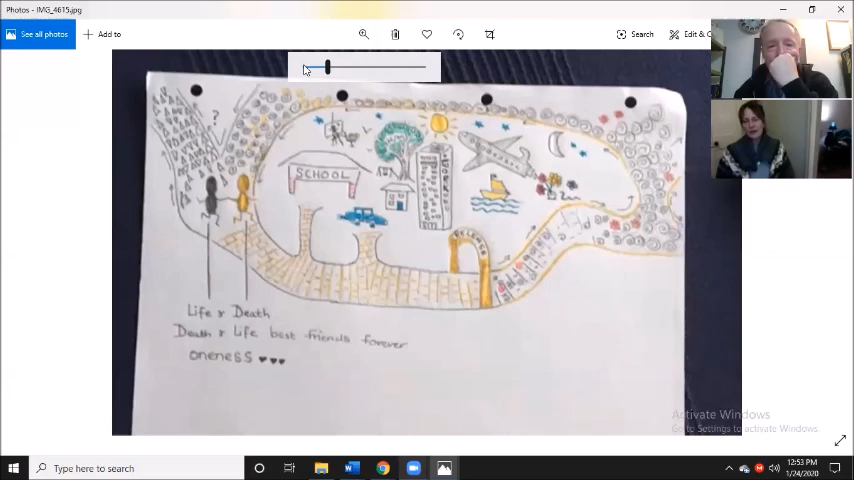 Photos - IMG_4615.jpg
See all photos
Add to
Search
Edit & C
?
SCHOOL
RELEASE
Life & Death
Death & Life best friends forever
oneness
Activate Windows
Go to Settings to activate Windows.
Type here to search
12:53 PM
1/24/2020